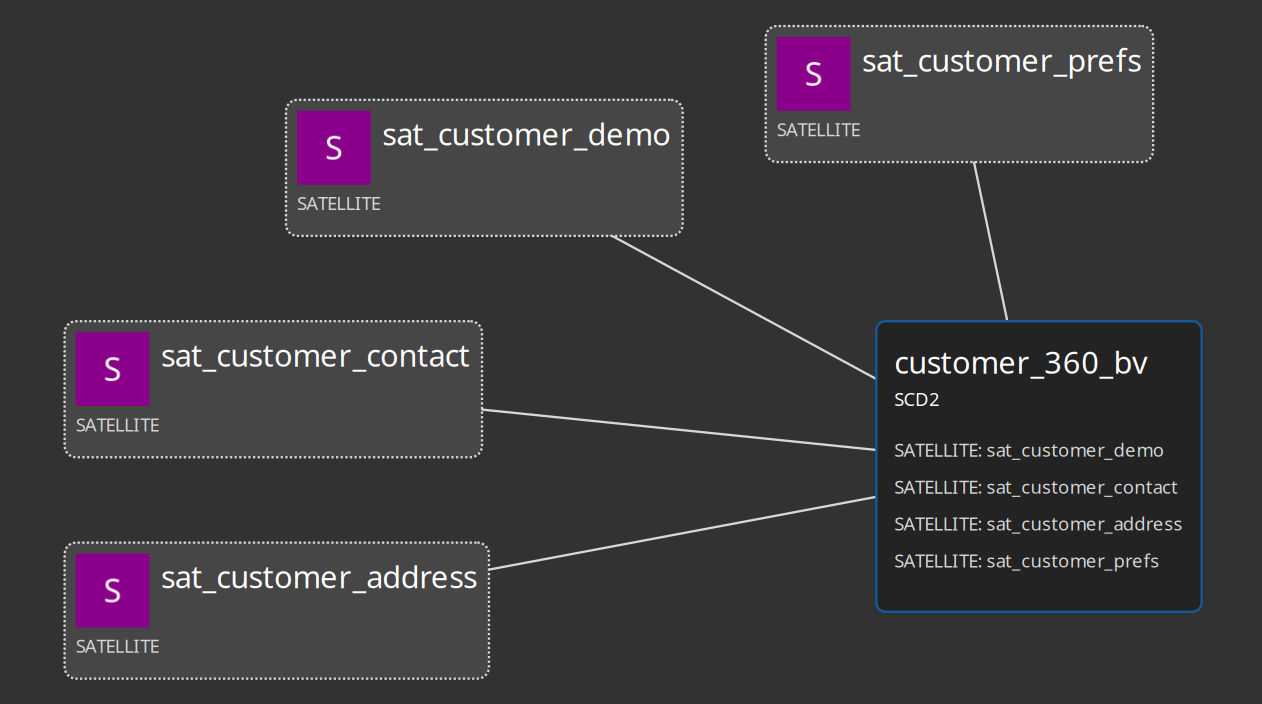 S
sat_customer_prefs
SATELLITE
S
sat_customer_demo
SATELLITE
S
sat_customer_contact
SATELLITE
customer_360_bv
SCD2
SATELLITE: sat_customer_demo
SATELLITE: sat_customer_contact
SATELLITE: sat_customer_address
SATELLITE: sat_customer_prefs
S
sat_customer_address
SATELLITE